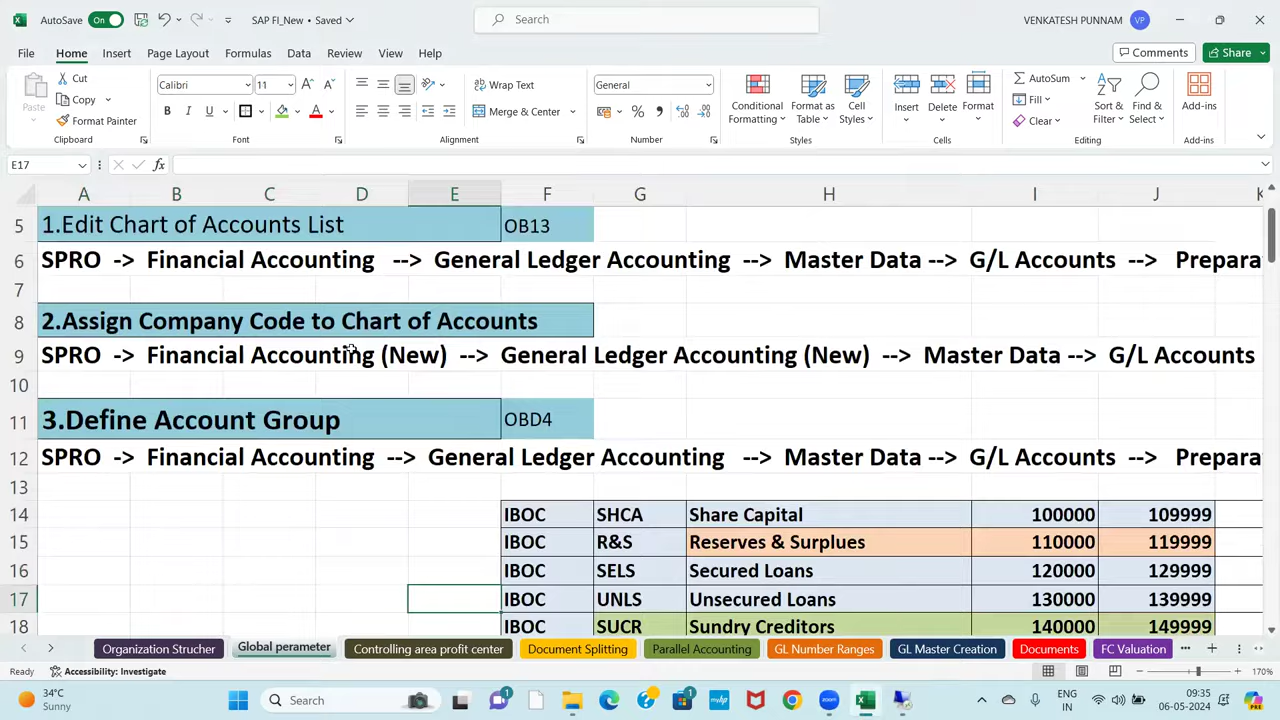 AutoSave On SAP FI_New • Saved Search VENKATESH PUNNAM VP
File Home Insert Page Layout Formulas Data Review View Help Comments Share
Paste Cut Copy Format Painter Clipboard
Calibri 11 B I U Font
Wrap Text Merge & Center Alignment
General % Number
Conditional Formatting Format as Table Cell Styles Styles
Insert Delete Format Cells
AutoSum Fill Clear Sort & Filter Find & Select Editing
Add-ins Add-ins
E17 fx
A B C D E F G H I J K
5 1.Edit Chart of Accounts List OB13
6 SPRO -> Financial Accounting --> General Ledger Accounting --> Master Data --> G/L Accounts --> Prepara
7
8 2.Assign Company Code to Chart of Accounts
9 SPRO -> Financial Accounting (New) --> General Ledger Accounting (New) --> Master Data --> G/L Accounts
10
11 3.Define Account Group OBD4
12 SPRO -> Financial Accounting --> General Ledger Accounting --> Master Data --> G/L Accounts --> Prepara
13
14 IBOC SHCA Share Capital 100000 109999
15 IBOC R&S Reserves & Surplues 110000 119999
16 IBOC SELS Secured Loans 120000 129999
17 IBOC UNLS Unsecured Loans 130000 139999
18 IBOC SUCR Sundry Creditors 140000 149999
Organization Strucher Global perameter Controlling area profit center Document Splitting Parallel Accounting GL Number Ranges GL Master Creation Documents FC Valuation
Ready Accessibility: Investigate 170%
34°C Sunny Search 1 1 myhp zoom ENG IN 09:35 06-05-2024 PRE